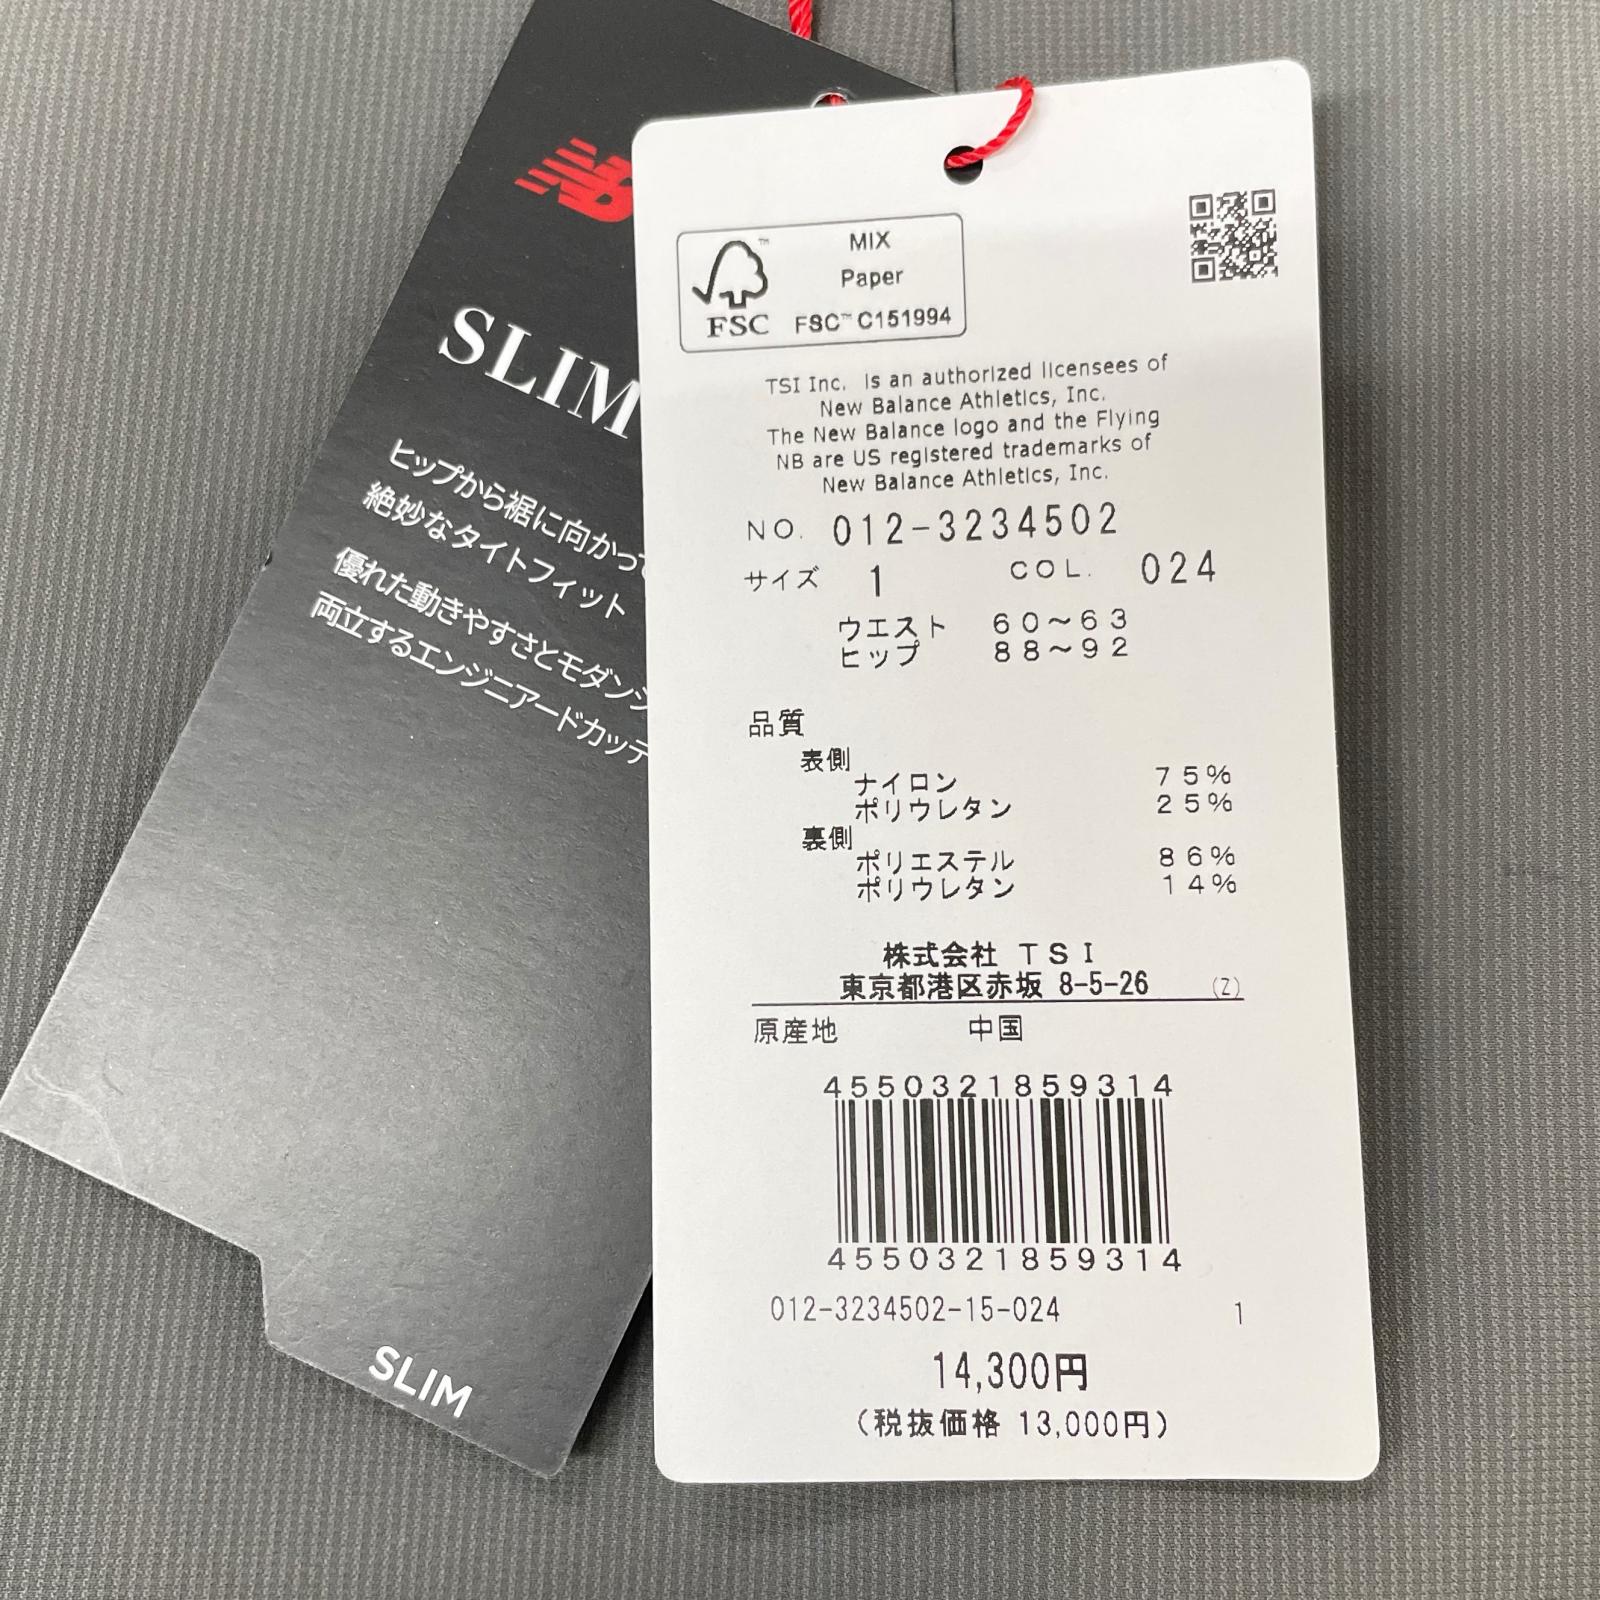 NB
SLIM
ヒップから裾に向かって
絶妙なタイトフィット
優れた動きやすさとモダンシ
両立するエンジニアードカッテ
SLIM
MIX
Paper
FSC™ C151994
FSC
TSI Inc. is an authorized licensees of
New Balance Athletics, Inc.
The New Balance logo and the Flying
NB are US registered trademarks of
New Balance Athletics, Inc.
NO. 012-3234502
サイズ 1 COL. 024
ウエスト 60〜63
ヒップ 88〜92
品質
表側
ナイロン 75%
ポリウレタン 25%
裏側
ポリエステル 86%
ポリウレタン 14%
株式会社 TSI
東京都港区赤坂 8-5-26 (Z)
原産地 中国
4550321859314
4550321859314
012-3234502-15-024 1
14,300円
(税抜価格 13,000円)